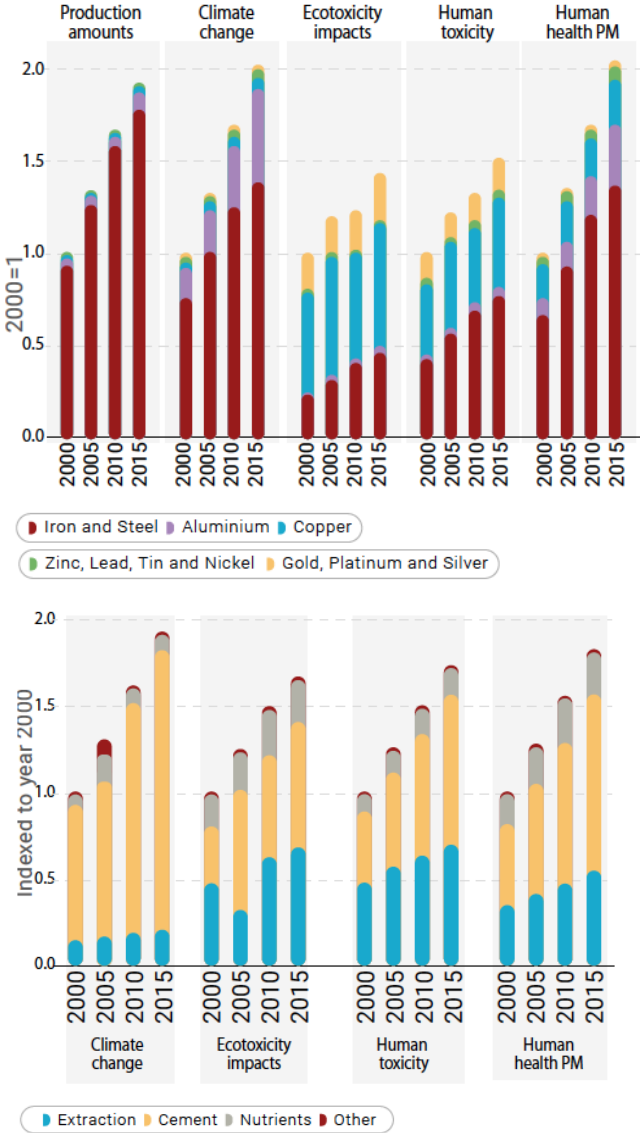 Production amounts
Climate change
Ecotoxicity impacts
Human toxicity
Human health PM
2000=1
2.0
1.5
1.0
0.5
0.0
2000 2005 2010 2015 2000 2005 2010 2015 2000 2005 2010 2015 2000 2005 2010 2015 2000 2005 2010 2015
Iron and Steel Aluminium Copper
Zinc, Lead, Tin and Nickel Gold, Platinum and Silver
Indexed to year 2000
2.0
1.5
1.0
0.5
0.0
2000 2005 2010 2015 2000 2005 2010 2015 2000 2005 2010 2015 2000 2005 2010 2015
Climate change
Ecotoxicity impacts
Human toxicity
Human health PM
Extraction Cement Nutrients Other